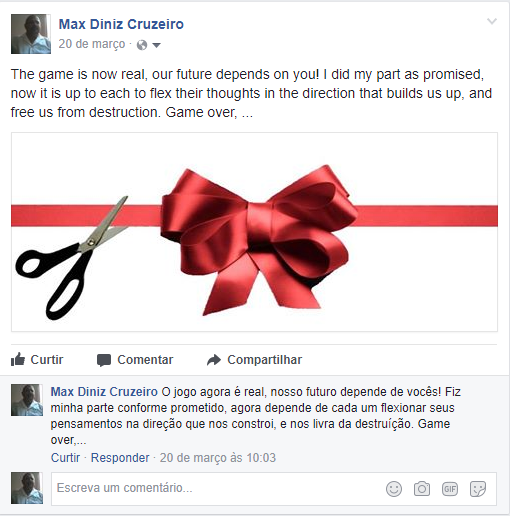 Max Diniz Cruzeiro
20 de março ·
The game is now real, our future depends on you! I did my part as promised,
now it is up to each to flex their thoughts in the direction that builds us up, and
free us from destruction. Game over, ...
Curtir Comentar Compartilhar
Max Diniz Cruzeiro O jogo agora é real, nosso futuro depende de vocês! Fiz
minha parte conforme prometido, agora depende de cada um flexionar seus
pensamentos na direção que nos constroi, e nos livra da destruíção. Game
over,...
Curtir · Responder · 20 de março às 10:03
Escreva um comentário... GIF